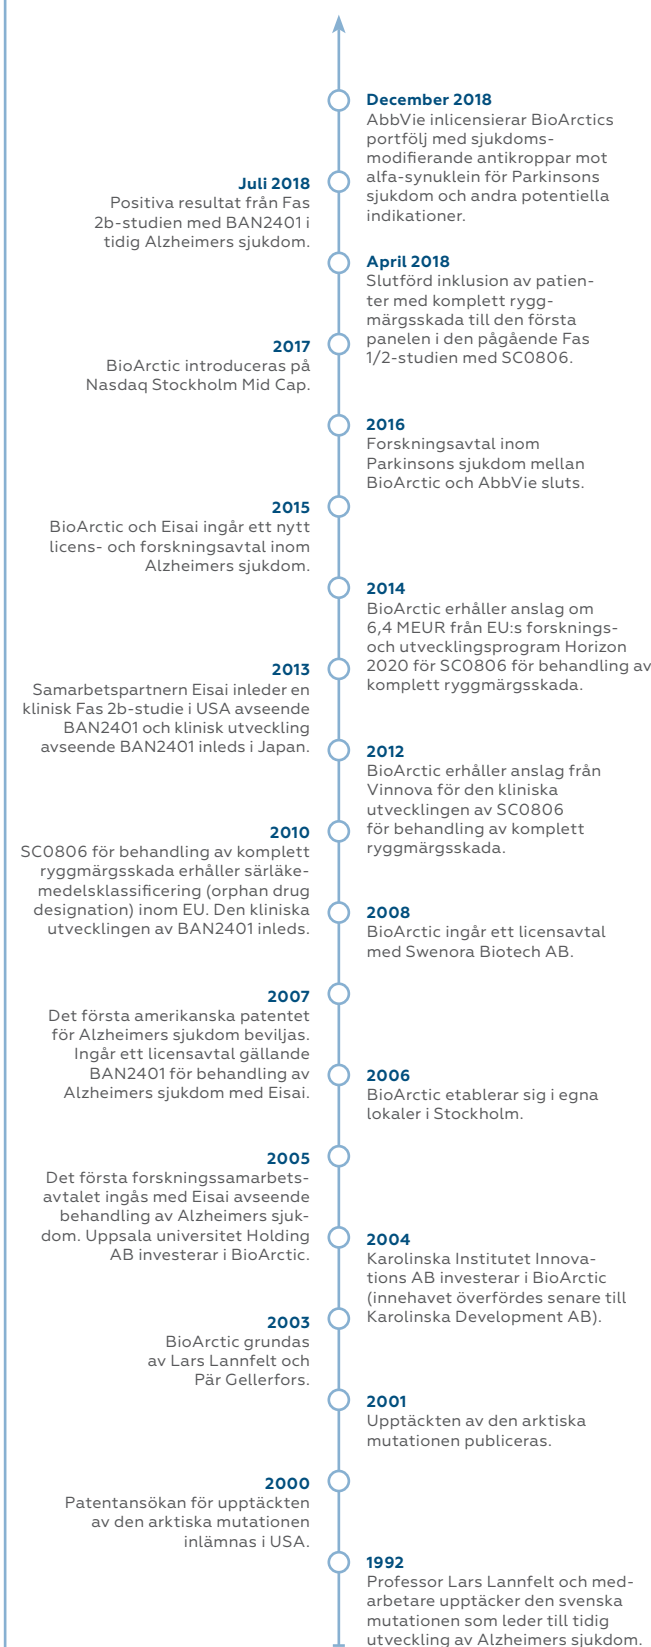 December 2018
AbbVie inlicensierar BioArctics
portfölj med sjukdoms-
modifierande antikroppar mot
alfa-synuklein för Parkinsons
sjukdom och andra potentiella
indikationer.
Juli 2018
Positiva resultat från Fas
2b-studien med BAN2401 i
tidig Alzheimers sjukdom.
April 2018
Slutförd inklusion av patien-
ter med komplett rygg-
märgsskada till den första
panelen i den pågående Fas
1/2-studien med SC0806.
2017
BioArctic introduceras på
Nasdaq Stockholm Mid Cap.
2016
Forskningsavtal inom
Parkinsons sjukdom mellan
BioArctic och AbbVie sluts.
2015
BioArctic och Eisai ingår ett nytt
licens- och forskningsavtal inom
Alzheimers sjukdom.
2014
BioArctic erhåller anslag om
6,4 MEUR från EU:s forsknings-
och utvecklingsprogram Horizon
2020 för SC0806 för behandling av
komplett ryggmärgsskada.
2013
Samarbetspartnern Eisai inleder en
klinisk Fas 2b-studie i USA avseende
BAN2401 och klinisk utveckling
avseende BAN2401 inleds i Japan.
2012
BioArctic erhåller anslag från
Vinnova för den kliniska
utvecklingen av SC0806
för behandling av komplett
ryggmärgsskada.
2010
SC0806 för behandling av komplett
ryggmärgsskada erhåller särläke-
medelsklassificering (orphan drug
designation) inom EU. Den kliniska
utvecklingen av BAN2401 inleds.
2008
BioArctic ingår ett licensavtal
med Swenora Biotech AB.
2007
Det första amerikanska patentet
för Alzheimers sjukdom beviljas.
Ingår ett licensavtal gällande
BAN2401 för behandling av
Alzheimers sjukdom med Eisai.
2006
BioArctic etablerar sig i egna
lokaler i Stockholm.
2005
Det första forskningssamarbets-
avtalet ingås med Eisai avseende
behandling av Alzheimers sjuk-
dom. Uppsala universitet Holding
AB investerar i BioArctic.
2004
Karolinska Institutet Innova-
tions AB investerar i BioArctic
(innehavet överfördes senare till
Karolinska Development AB).
2003
BioArctic grundas
av Lars Lannfelt och
Pär Gellerfors.
2001
Upptäckten av den arktiska
mutationen publiceras.
2000
Patentansökan för upptäckten
av den arktiska mutationen
inlämnas i USA.
1992
Professor Lars Lannfelt och med-
arbetare upptäcker den svenska
mutationen som leder till tidig
utveckling av Alzheimers sjukdom.